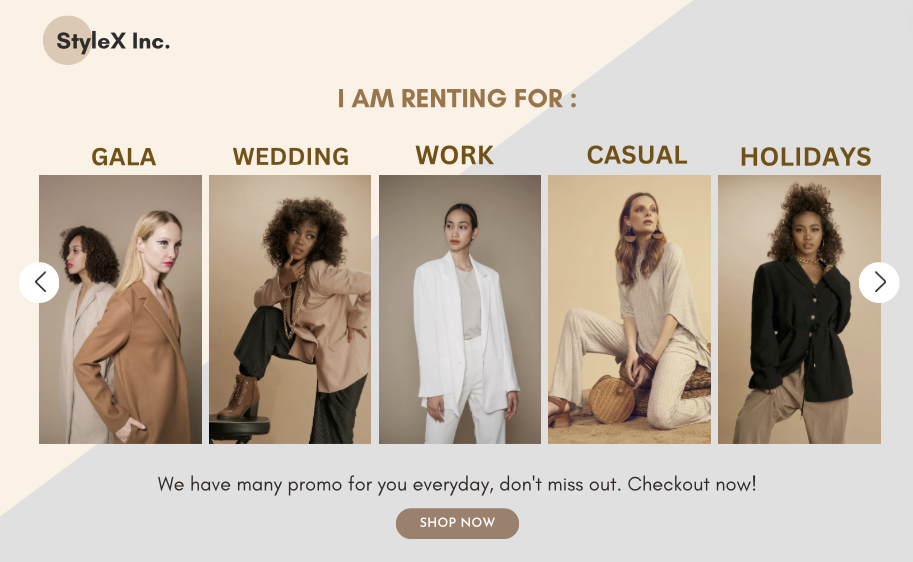 StyleX Inc.
I AM RENTING FOR :
GALA
WEDDING
WORK
CASUAL
HOLIDAYS
We have many promo for you everyday, don't miss out. Checkout now!
SHOP NOW